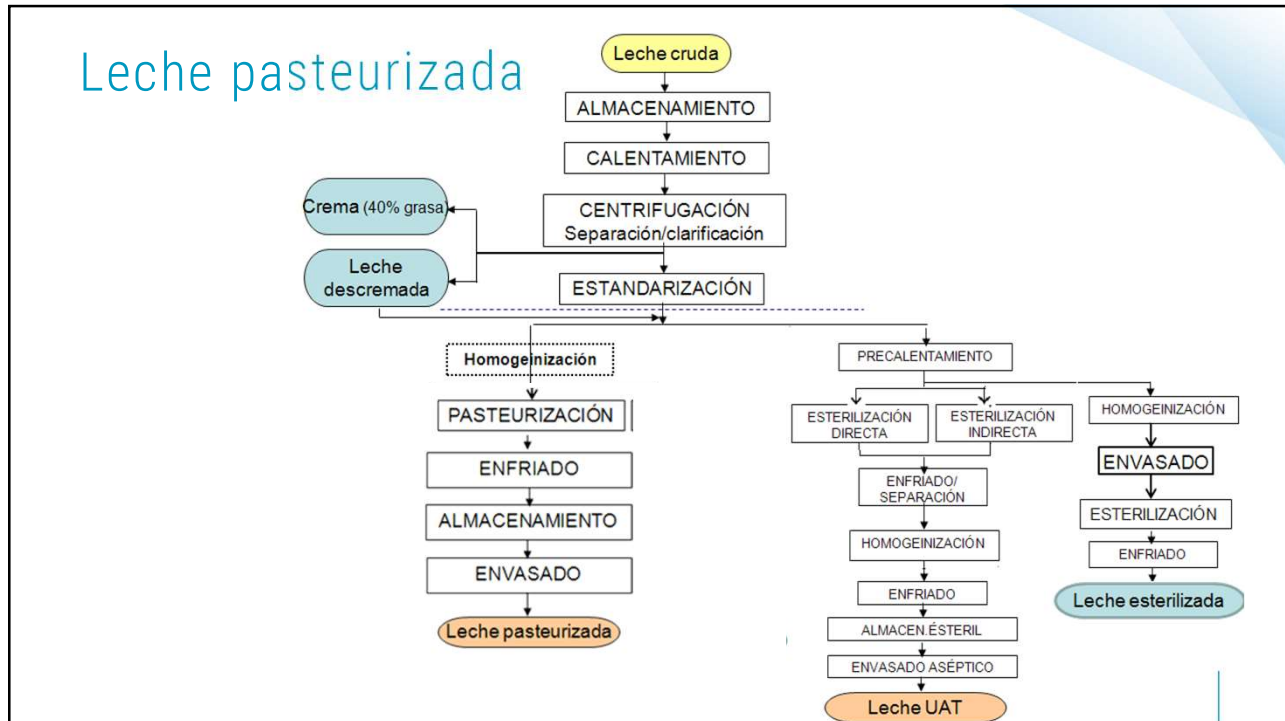 Leche pasteurizada
Leche cruda
ALMACENAMIENTO
CALENTAMIENTO
CENTRIFUGACIÓN
Separación/clarificación
Crema (40% grasa)
Leche
descremada
ESTANDARIZACIÓN
Homogeinización
PASTEURIZACIÓN
ENFRIADO
ALMACENAMIENTO
ENVASADO
Leche pasteurizada
PRECALENTAMIENTO
ESTERILIZACIÓN
DIRECTA
ESTERILIZACIÓN
INDIRECTA
ENFRIADO/
SEPARACIÓN
HOMOGEINIZACIÓN
ENFRIADO
ALMACEN.ÉSTERIL
ENVASADO ASÉPTICO
Leche UAT
HOMOGEINIZACIÓN
ENVASADO
ESTERILIZACIÓN
ENFRIADO
Leche esterilizada